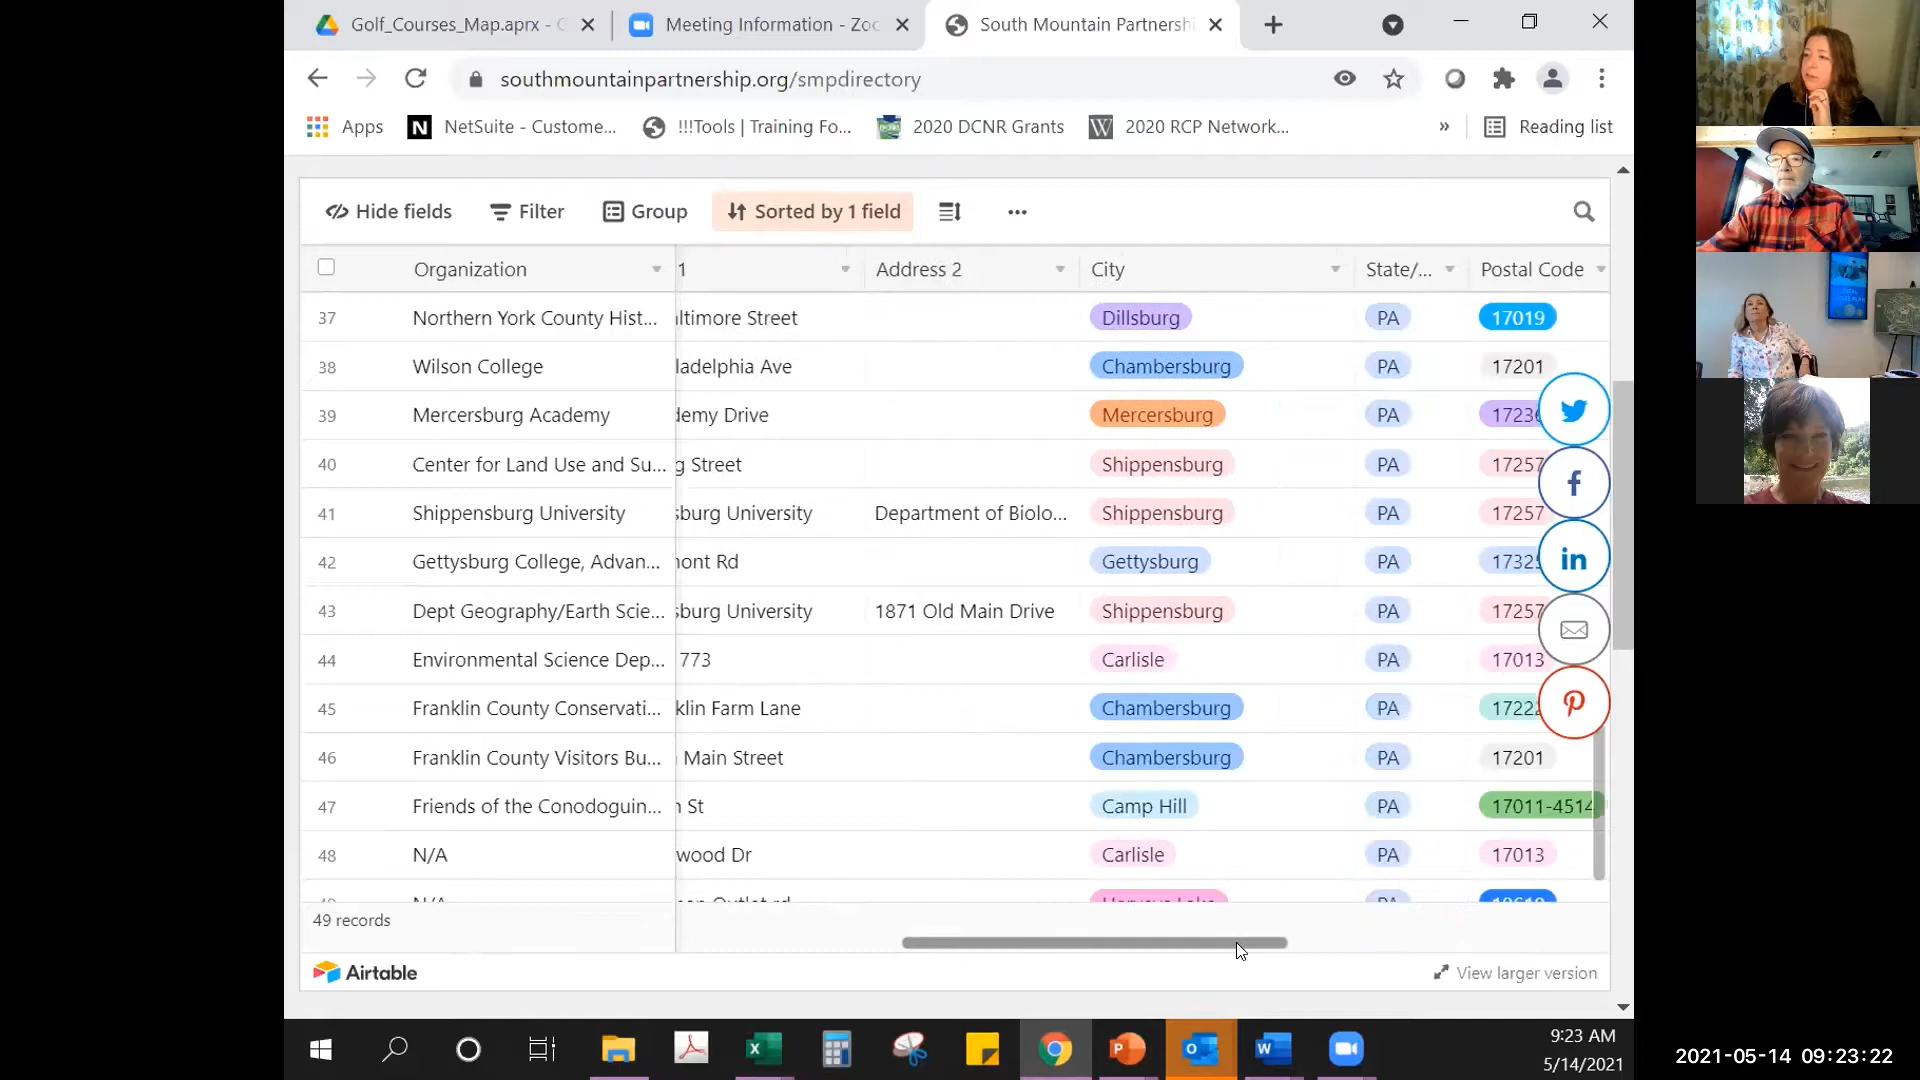 Golf_Courses_Map.aprx - G
Meeting Information - Zoo
South Mountain Partnershi
southmountainpartnership.org/smpdirectory
Apps
NetSuite - Custome...
!!!Tools | Training Fo...
2020 DCNR Grants
2020 RCP Network...
»
Reading list
Hide fields
Filter
Group
Sorted by 1 field
Organization 1 Address 2 City State/... Postal Code
37 Northern York County Hist... ltimore Street Dillsburg PA 17019
38 Wilson College ladelphia Ave Chambersburg PA 17201
39 Mercersburg Academy demy Drive Mercersburg PA 1723
40 Center for Land Use and Su... g Street Shippensburg PA 17257
41 Shippensburg University sburg University Department of Biolo... Shippensburg PA 17257
42 Gettysburg College, Advan... nont Rd Gettysburg PA 1732
43 Dept Geography/Earth Scie... sburg University 1871 Old Main Drive Shippensburg PA 17257
44 Environmental Science Dep... 773 Carlisle PA 17013
45 Franklin County Conservati... klin Farm Lane Chambersburg PA 1722
46 Franklin County Visitors Bu... Main Street Chambersburg PA 17201
47 Friends of the Conodoguin... n St Camp Hill PA 17011-4514
48 N/A wood Dr Carlisle PA 17013
49 records
Airtable
View larger version
9:23 AM
5/14/2021
2021-05-14 09:23:22